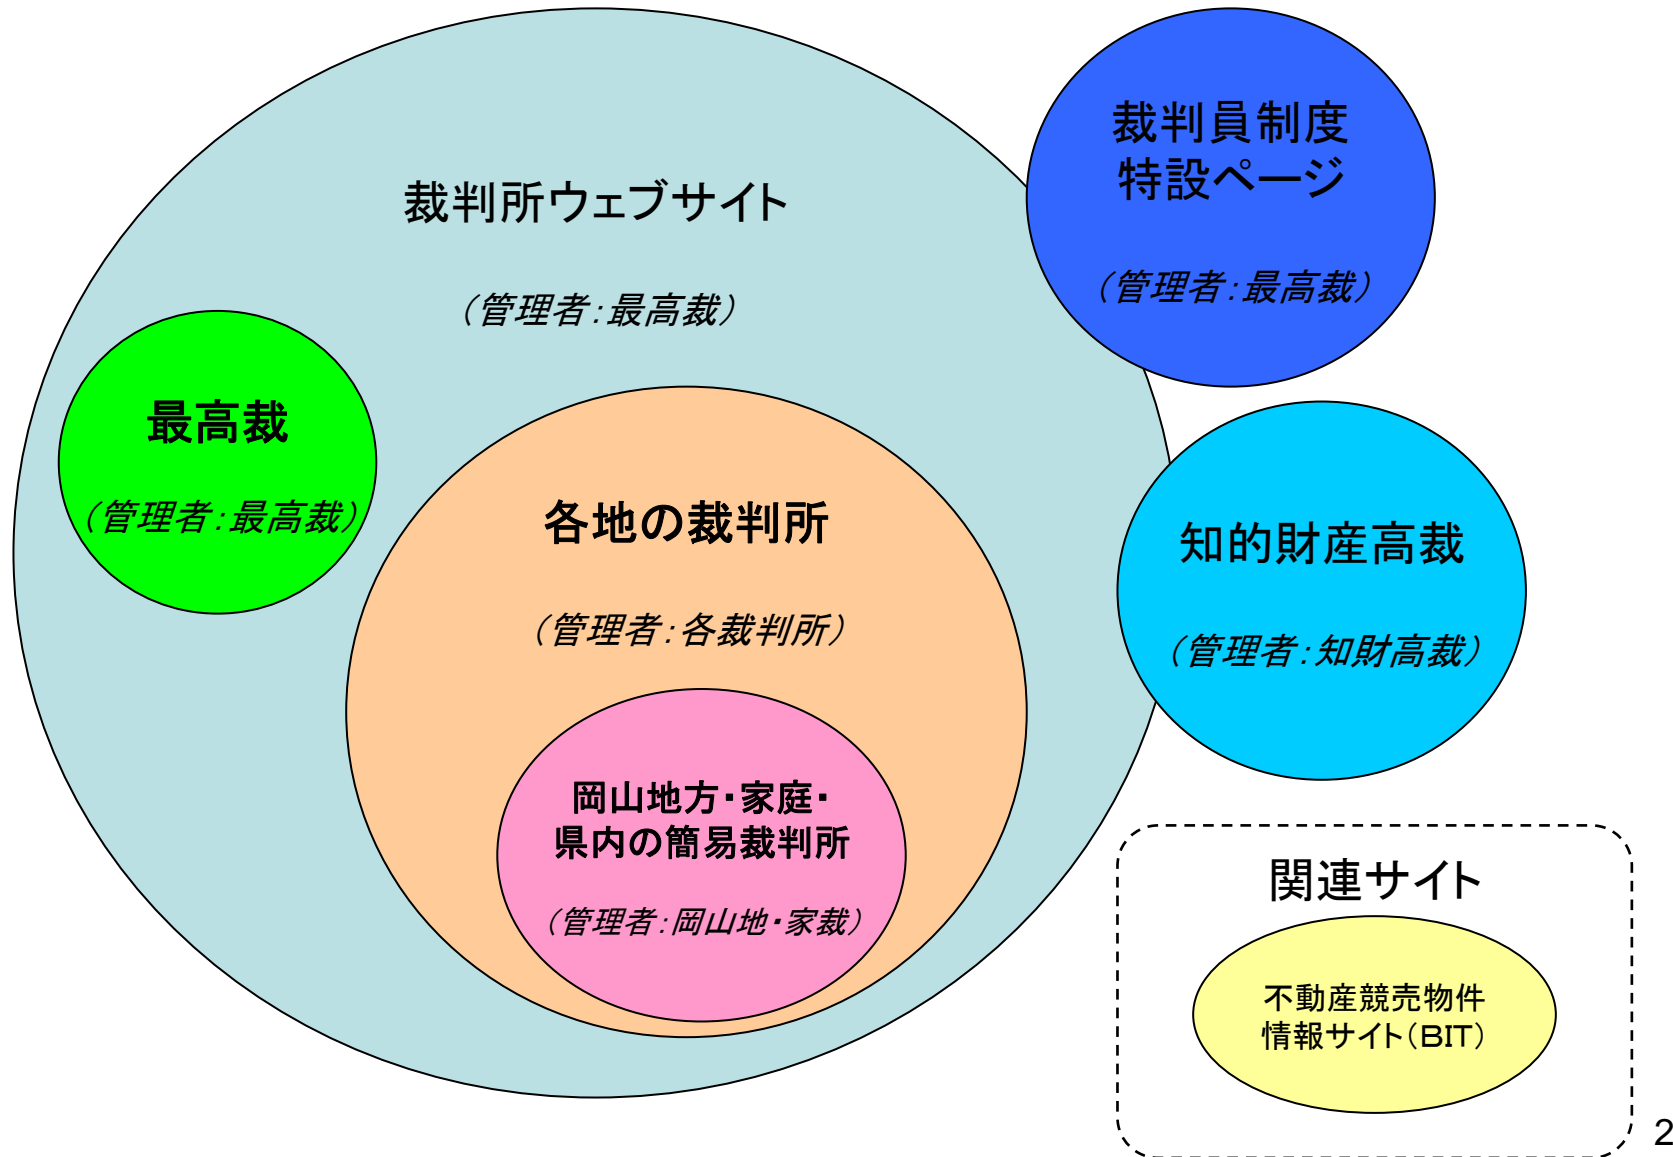 裁判所ウェブサイト
（管理者：最高裁）
裁判員制度
特設ページ
（管理者：最高裁）
最高裁
（管理者：最高裁）
各地の裁判所
（管理者：各裁判所）
知的財産高裁
（管理者：知財高裁）
岡山地方・家庭・
県内の簡易裁判所
（管理者：岡山地・家裁）
関連サイト
不動産競売物件
情報サイト（BIT）
2